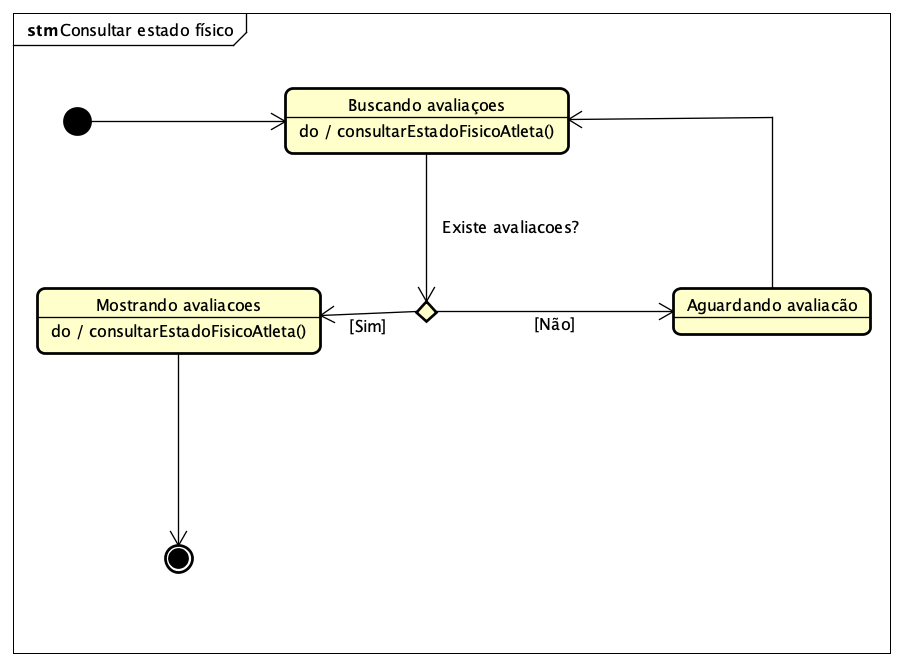 stm Consultar estado físico
Buscando avaliaçoes
do / consultarEstadoFisicoAtleta()
Existe avaliacoes?
Mostrando avaliacoes
do / consultarEstadoFisicoAtleta()
[Sim]
[Não]
Aguardando avaliacão